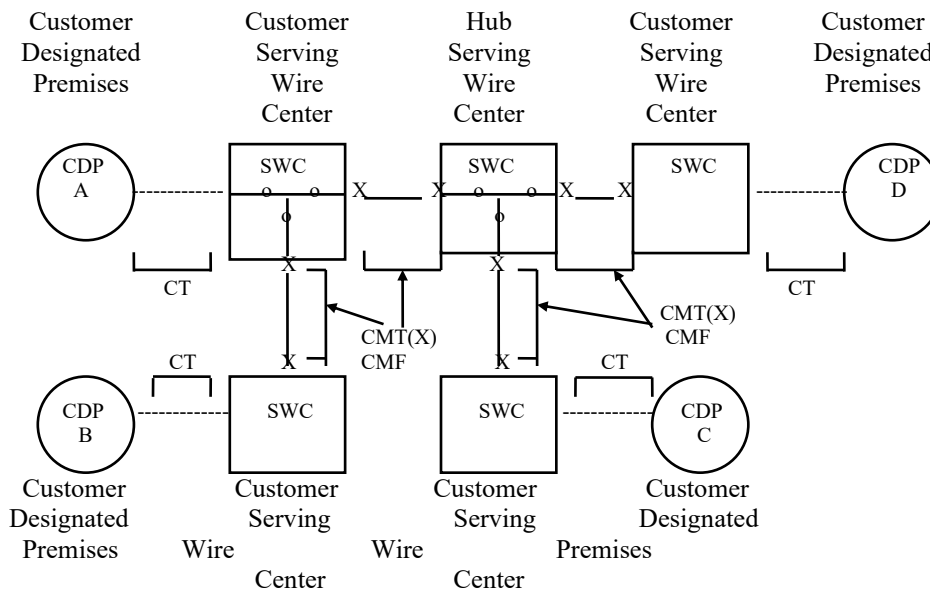 Customer Customer Hub Customer Customer
Designated Serving Serving Serving Designated
Premises Wire Wire Wire Premises
Center Center Center
CDP SWC SWC SWC CDP
A o o X X o o X X D
o o
X X
CT CT
CMT(X) CMT(X)
CMF CMF
CT X X CT
CDP SWC SWC CDP
B C
Customer Customer Customer Customer
Designated Serving Serving Designated
Premises Wire Wire Premises
Center Center